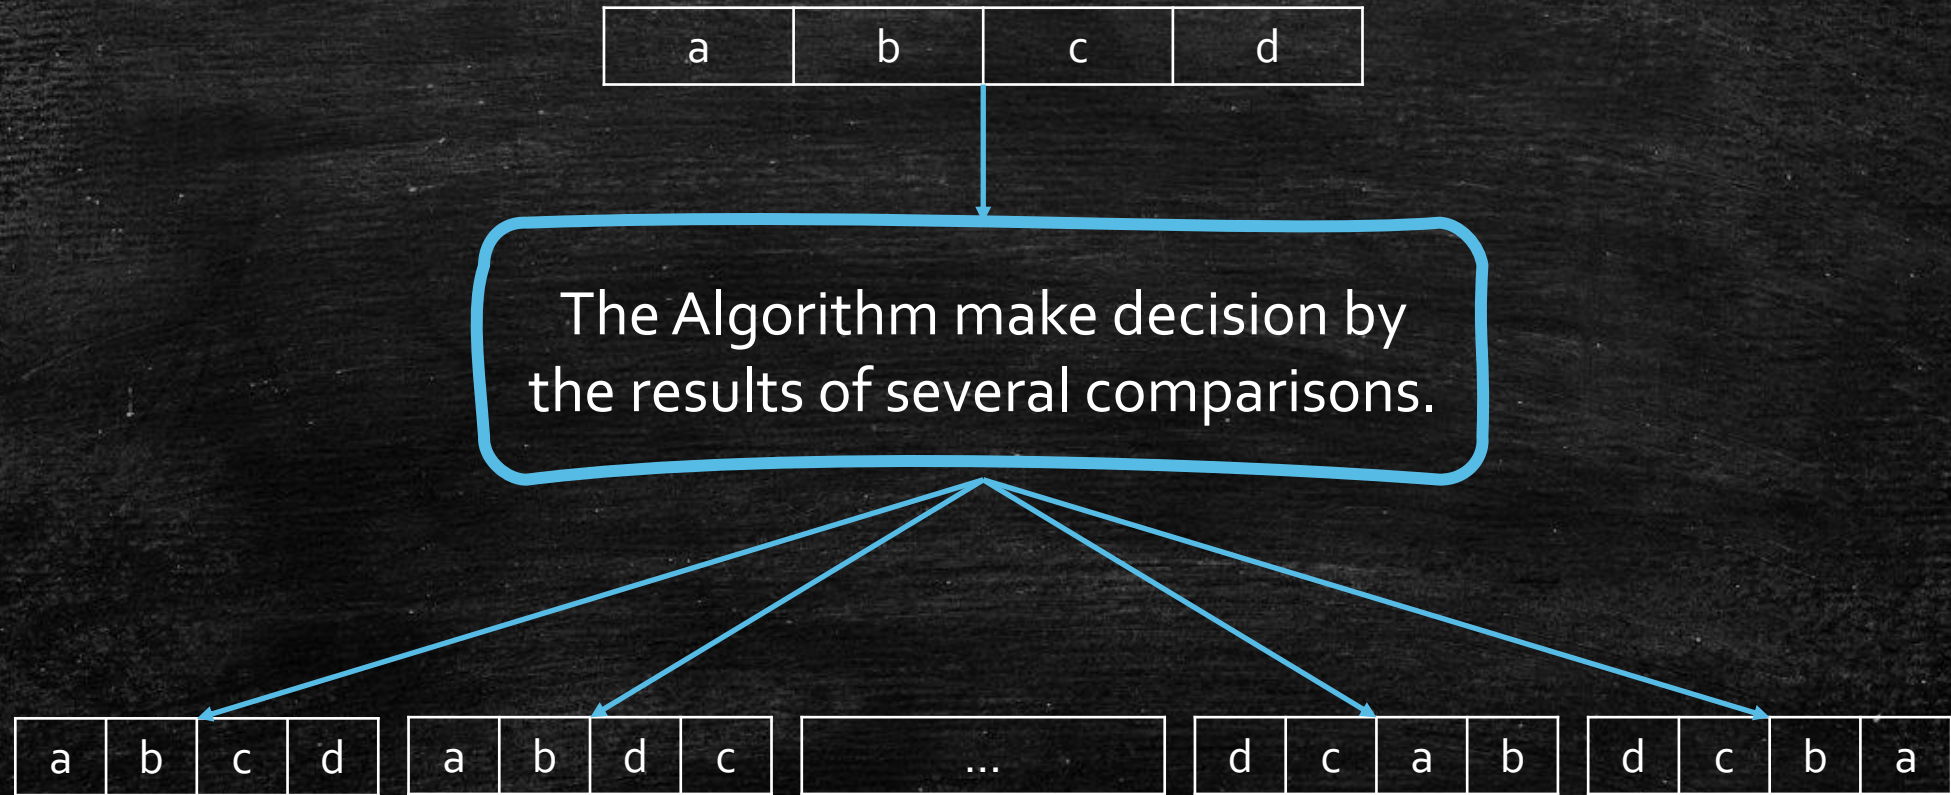 a b c d
The Algorithm make decision by
the results of several comparisons.
a b c d a b d c ... d c a b d c b a